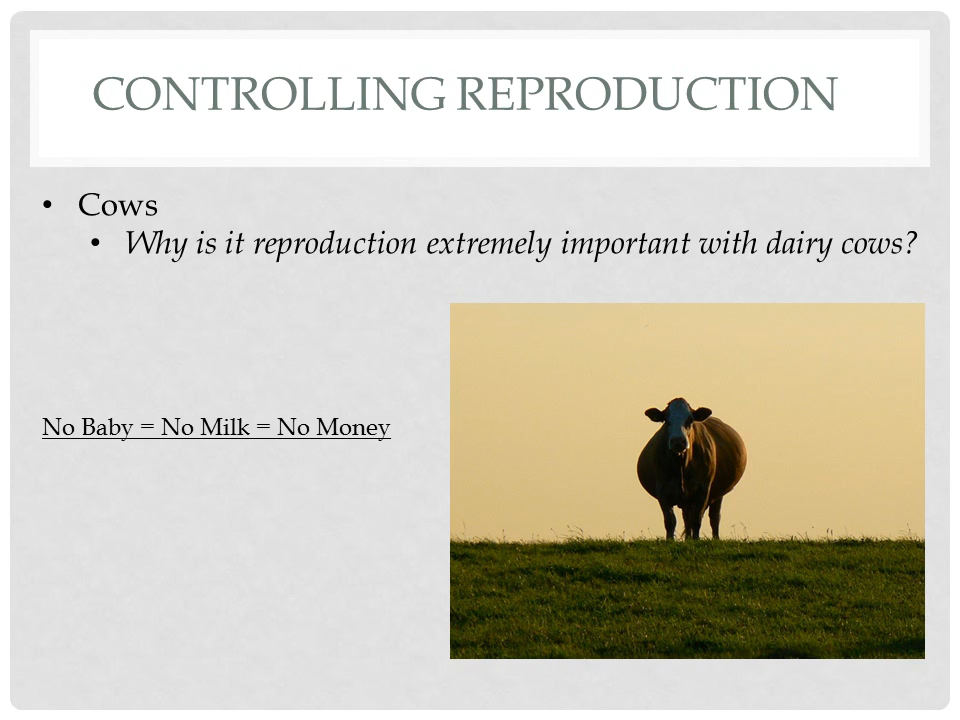 CONTROLLING REPRODUCTION
• Cows
• Why is it reproduction extremely important with dairy cows?
No Baby = No Milk = No Money